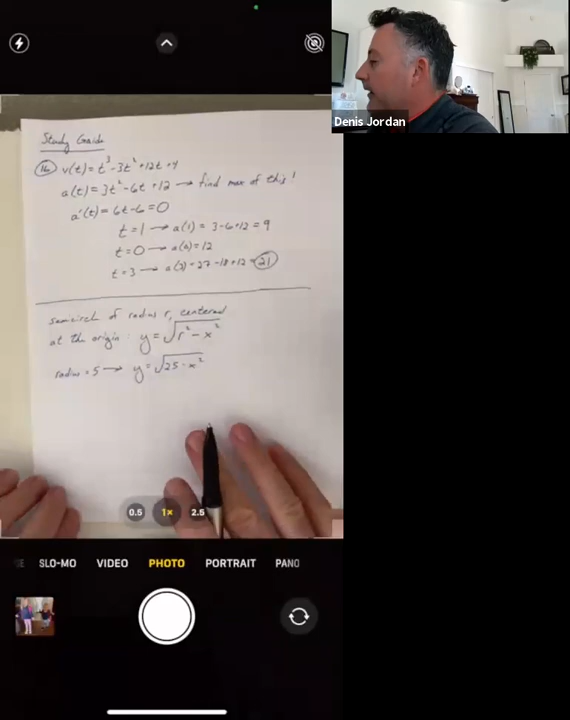 Denis Jordan
Study Guide
16 v(t) = t³ - 3t² + 12t + 4
a(t) = 3t² - 6t + 12 → find max of this!
a'(t) = 6t - 6 = 0
t = 1 → a(1) = 3 - 6 + 12 = 9
t = 0 → a(0) = 12
t = 3 → a(3) = 27 - 18 + 12 = 21
semicircle of radius r, centered
at the origin: y = √r² - x²
radius = 5 → y = √25 - x²
0.5 1× 2.5
SLO-MO VIDEO PHOTO PORTRAIT PANO